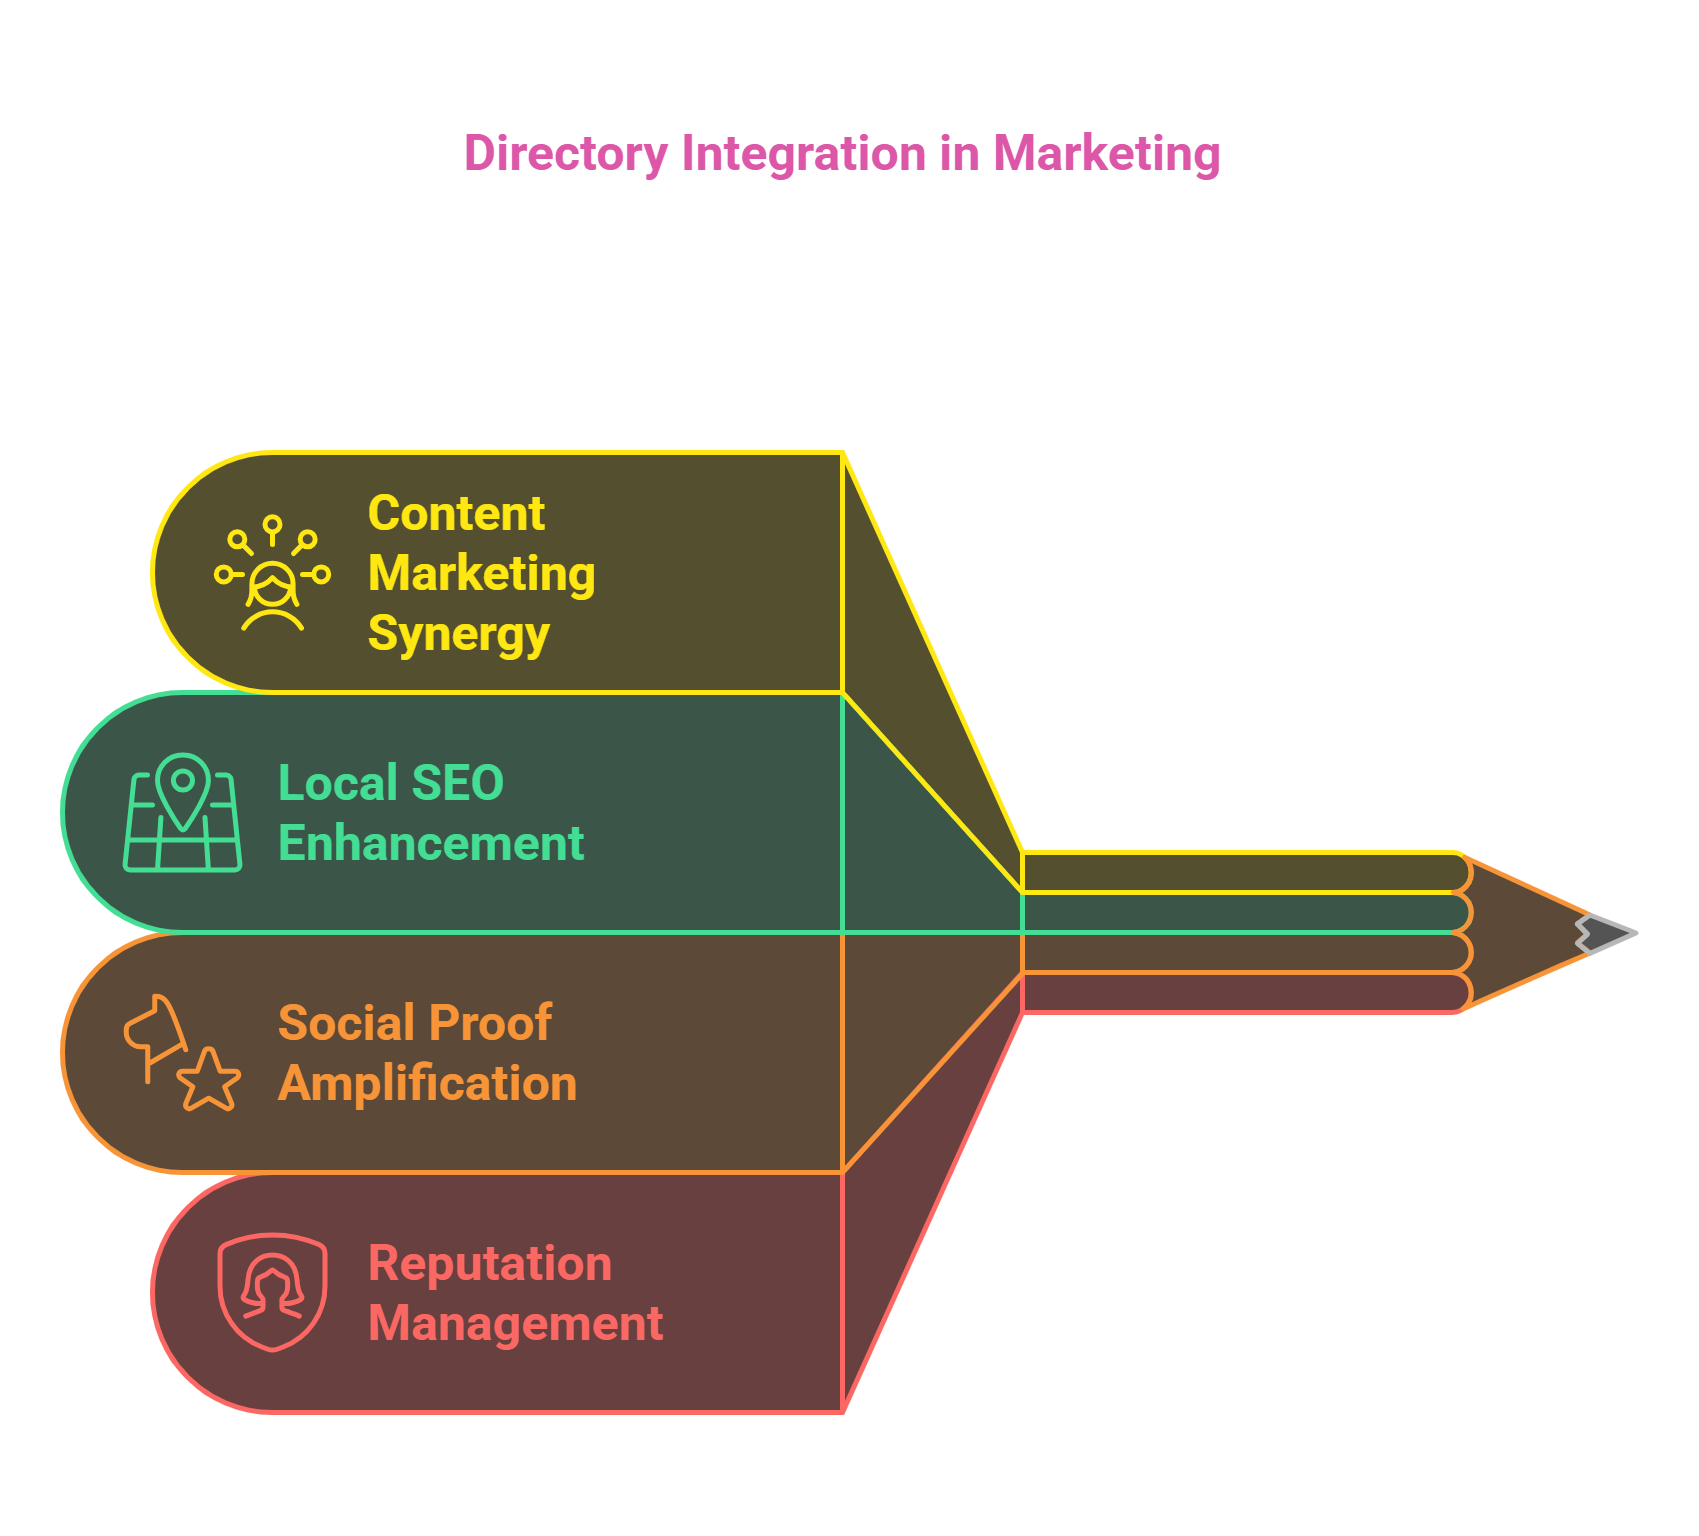 Directory Integration in Marketing
Content
Marketing
Synergy
Local SEO
Enhancement
Social Proof
Amplification
Reputation
Management